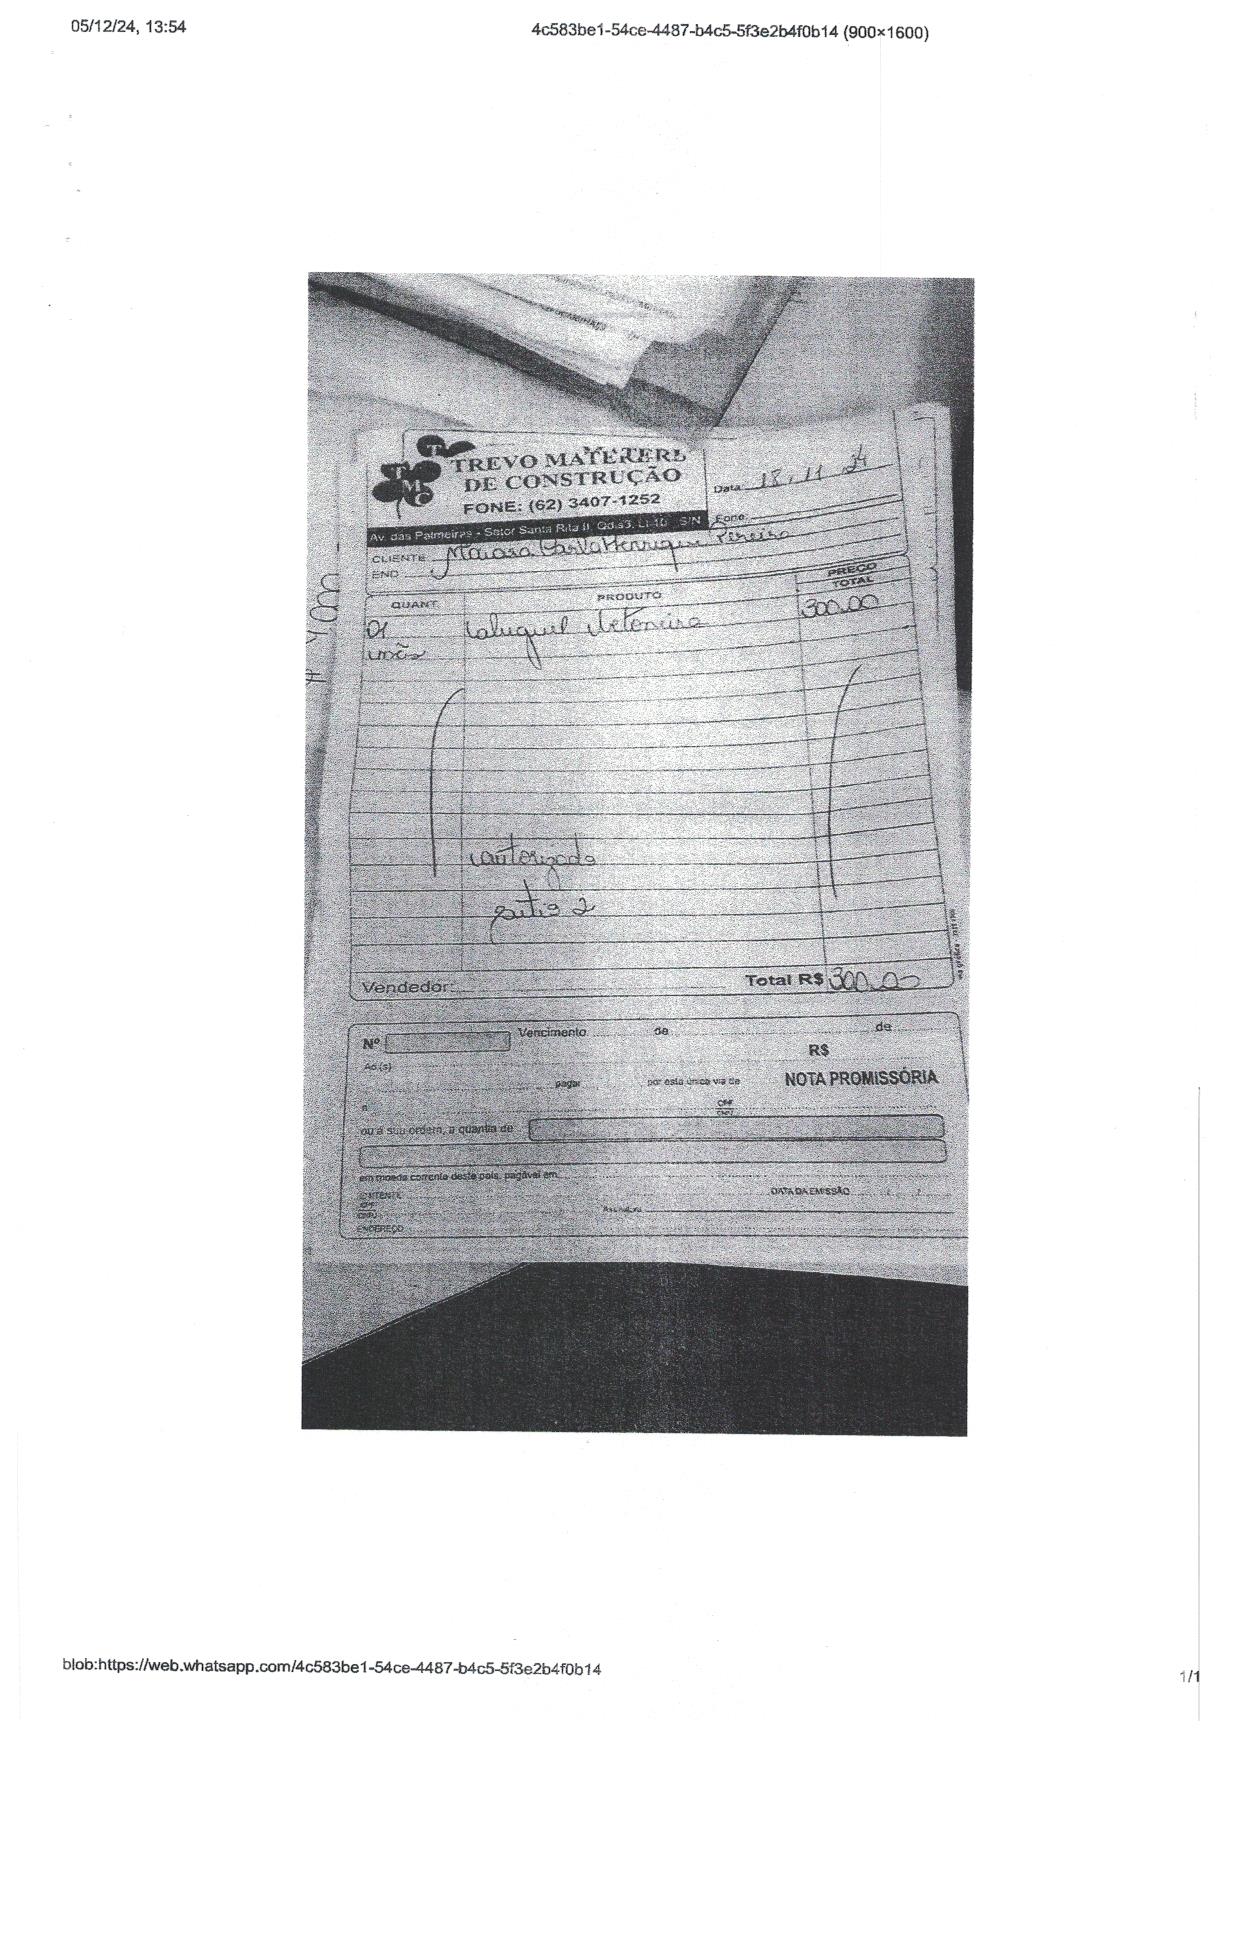 05/12/24, 13:54
4c583be1-54ce-4487-b4c5-5f3e2b4f0b14 (900×1600)
TREVO MATERIAL
DE CONSTRUÇÃO
FONE: (62) 3407-1252
TMC
Data 18 . 11 . 24
Av. das Palmeiras - Setor Santa Rita II, Qd.53, Lt.10 S/N
Fone
CLIENTE Maiara Carla Henrique Pereira
END
QUANT PRODUTO PREÇO TOTAL
01 aluguel Betoneira 300,00
mês
autorizado
2
Vendedor: Total R$ 300,00
Nº Vencimento de de
R$
Ao(s)
pagar por esta única via de NOTA PROMISSÓRIA
a CPF CNPJ
ou à sua ordem, a quantia de
em moeda corrente deste país, pagável em
EMITENTE DATA DA EMISSÃO
CPF
CNPJ
Assinatura
ENDEREÇO
blob:https://web.whatsapp.com/4c583be1-54ce-4487-b4c5-5f3e2b4f0b14
1/1